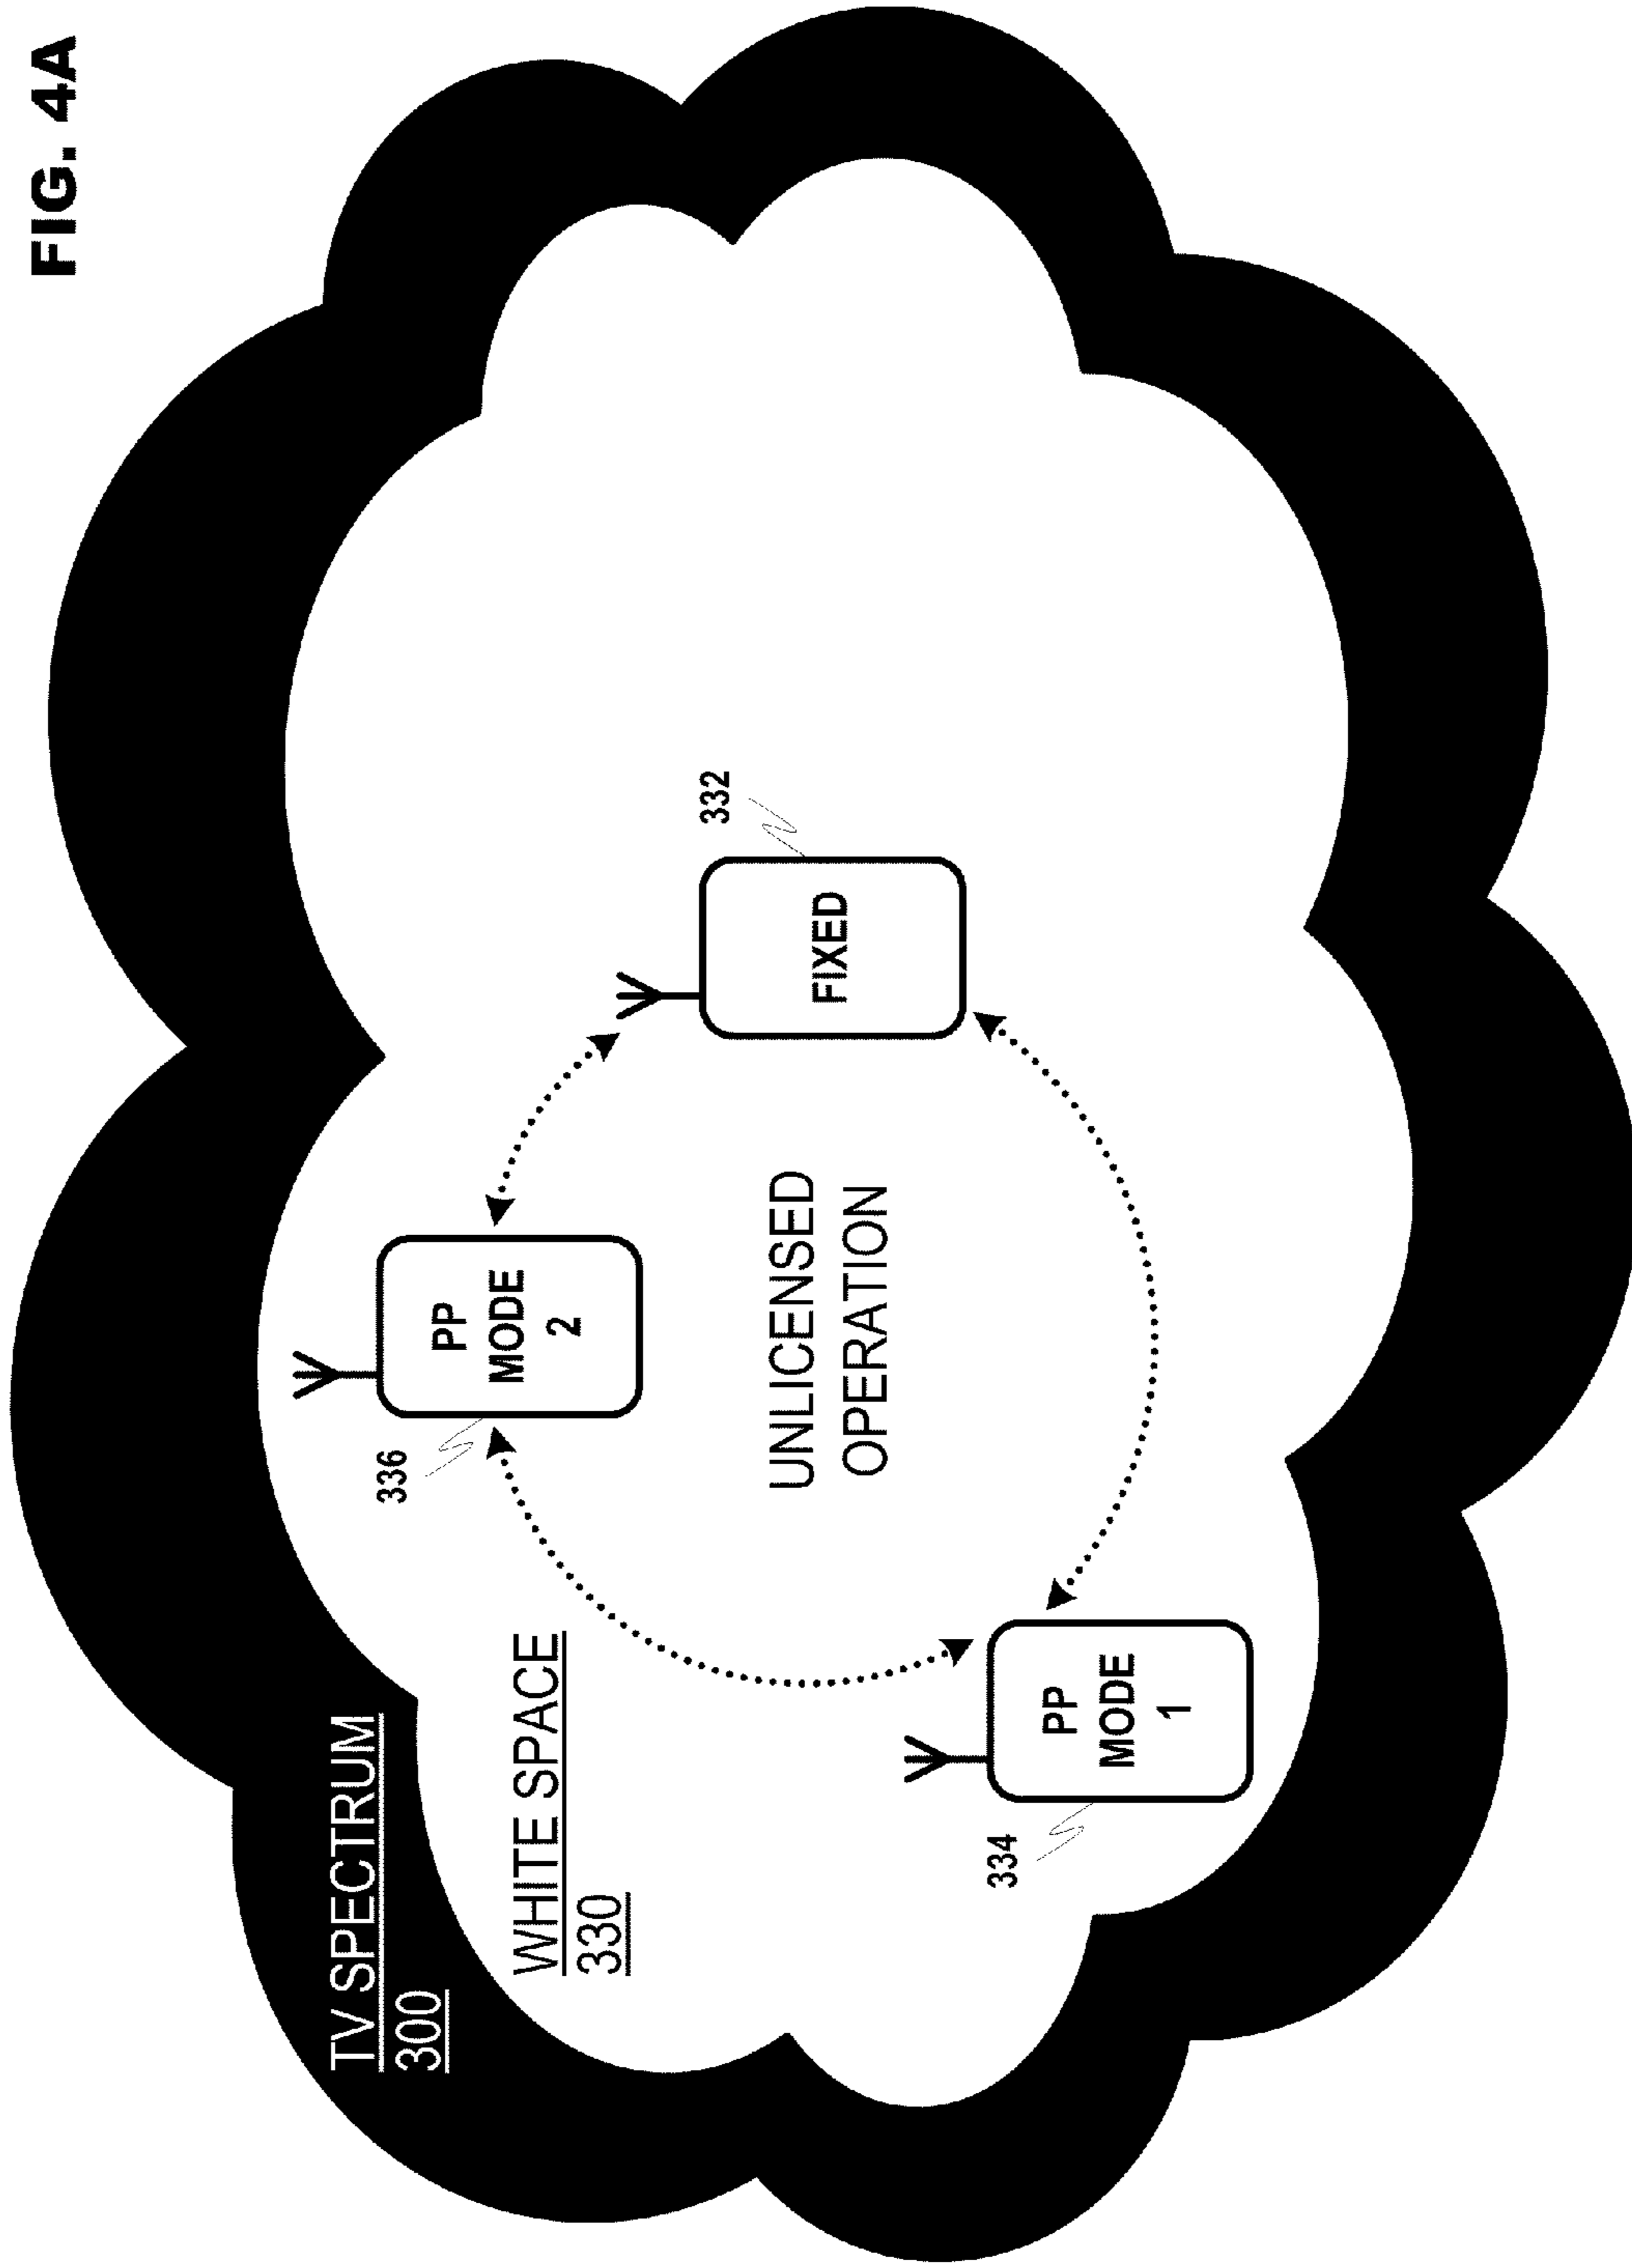 FIG. 4A
TV SPECTRUM
300
WHITE SPACE
330
336
PP
MODE
2
332
FIXED
UNLICENSED
OPERATION
334
PP
MODE
1